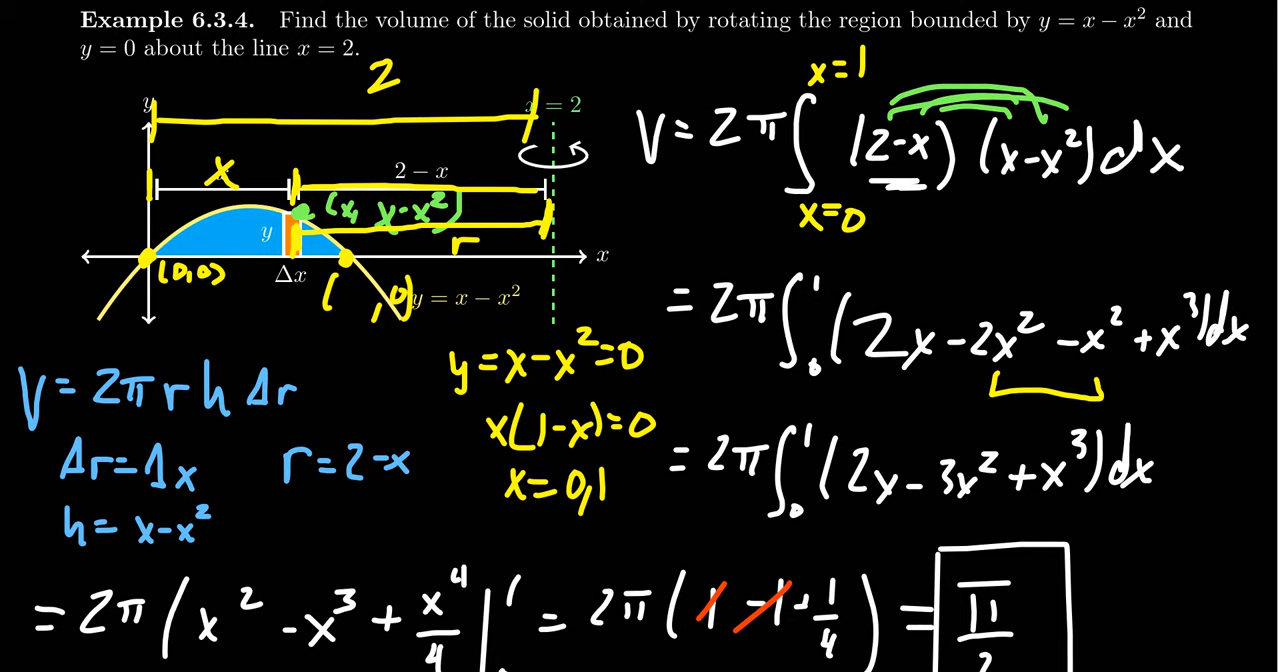 Example 6.3.4. Find the volume of the solid obtained by rotating the region bounded by y = x − x² and
y = 0 about the line x = 2.
2
y
= 2
x
2 − x
(x, x-x²)
y
r
x
(0,0)
Δx
( , 0)
y = x − x²
V = 2π r h Δr
Δr = Δx
r = 2-x
h = x-x²
y = x-x² = 0
x(1-x) = 0
x = 0,1
V = 2π ∫ (2-x) (x-x²) dx
x=1
x=0
= 2π ∫₀¹ (2x - 2x² - x² + x³) dx
= 2π ∫₀¹ (2x - 3x² + x³) dx
= 2π (x² - x³ + x⁴/4 |¹ = 2π (1 - 1 + 1/4) = π/2